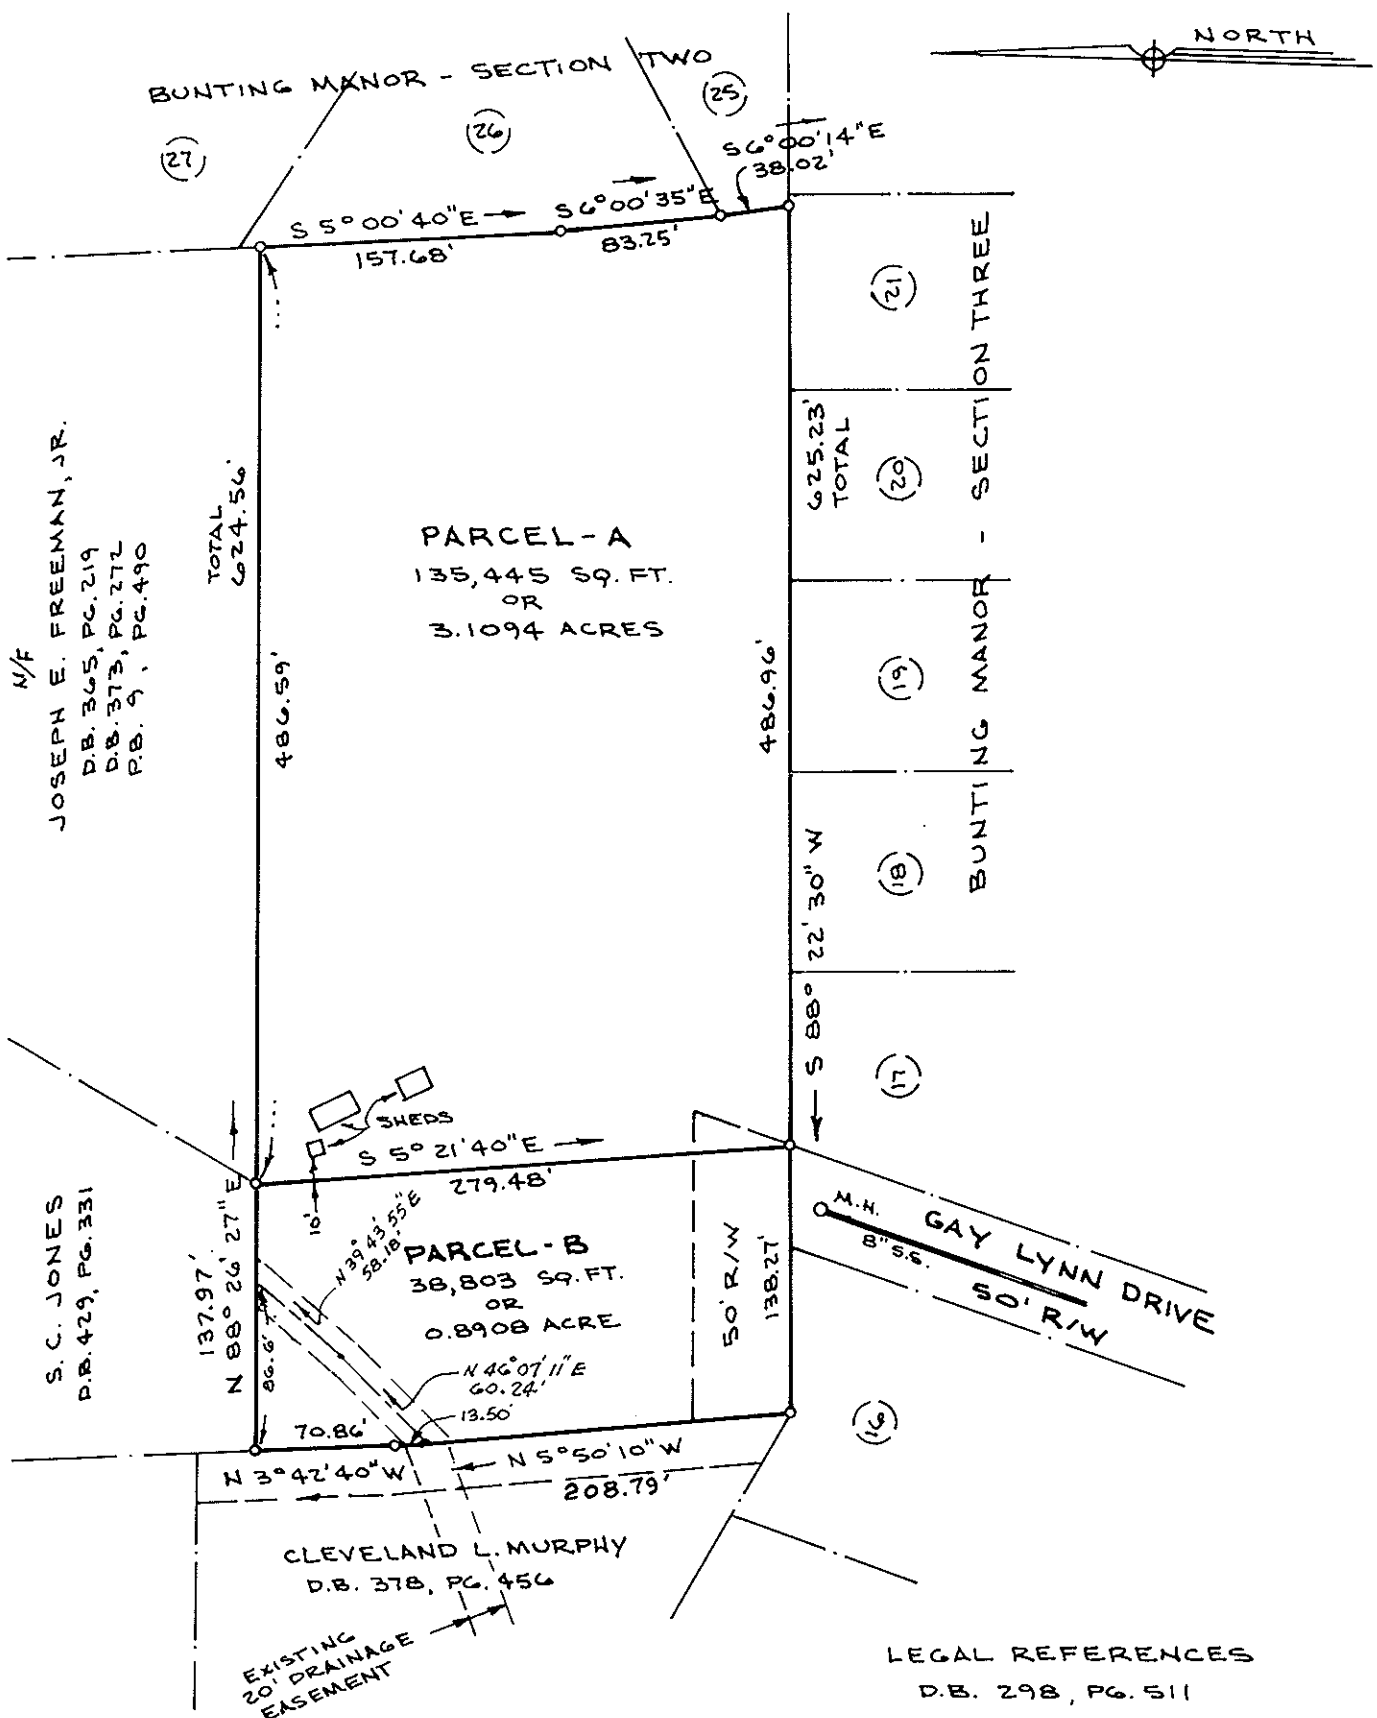 NORTH
BUNTING MANOR - SECTION TWO
(27)
(26)
(25)
S 5° 00' 40" E
157.68'
S 6° 00' 35" E
83.25'
S 6° 00' 14" E
38.02'
N/F
JOSEPH E. FREEMAN, JR.
D.B. 365, PG. 219
D.B. 373, PG. 272
P.B. 9, PG. 490
TOTAL
624.56'
486.59'
PARCEL - A
135,445 SQ. FT.
OR
3.1094 ACRES
625.23'
TOTAL
486.96'
S 88° 22' 30" W
BUNTING MANOR - SECTION THREE
(21)
(20)
(19)
(18)
(17)
(16)
SHEDS
S 5° 21' 40" E
279.48'
10'
S. C. JONES
D.B. 429, PG. 331
137.97'
N 88° 26' 27" E
86.6'
N 39° 43' 55" E
58.18'
PARCEL - B
38,803 SQ. FT.
OR
0.8908 ACRE
N 46° 07' 11" E
60.24'
13.50'
50' R/W
138.27'
M.H.
8" S.S.
GAY LYNN DRIVE
50' R/W
70.86'
N 3° 42' 40" W
N 5° 50' 10" W
208.79'
CLEVELAND L. MURPHY
D.B. 378, PG. 456
EXISTING
20' DRAINAGE
EASEMENT
LEGAL REFERENCES
D.B. 298, PG. 511